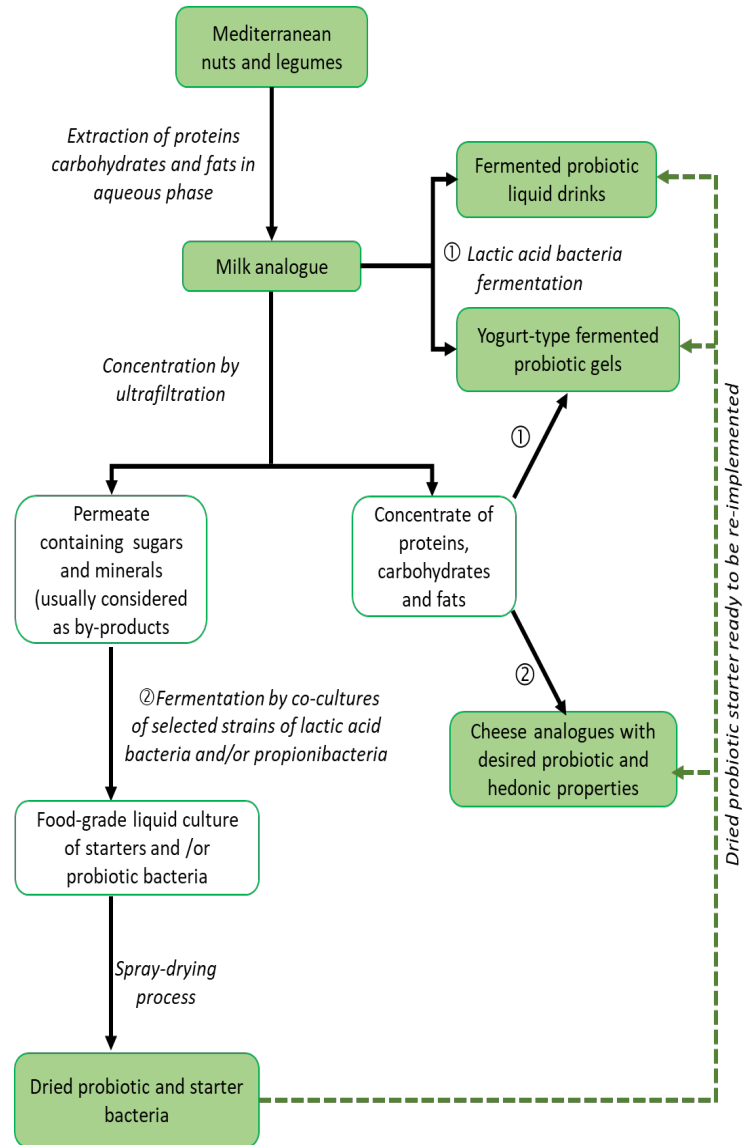 Mediterranean
nuts and legumes
Extraction of proteins
carbohydrates and fats in
aqueous phase
Fermented probiotic
liquid drinks
Milk analogue
① Lactic acid bacteria
fermentation
Yogurt-type fermented
probiotic gels
Concentration by
ultrafiltration
①
Permeate
containing sugars
and minerals
(usually considered
as by-products
Concentrate of
proteins,
carbohydrates
and fats
②
②Fermentation by co-cultures
of selected strains of lactic acid
bacteria and/or propionibacteria
Cheese analogues with
desired probiotic and
hedonic properties
Food-grade liquid culture
of starters and /or
probiotic bacteria
Spray-drying
process
Dried probiotic and starter
bacteria
Dried probiotic starter ready to be re-implemented